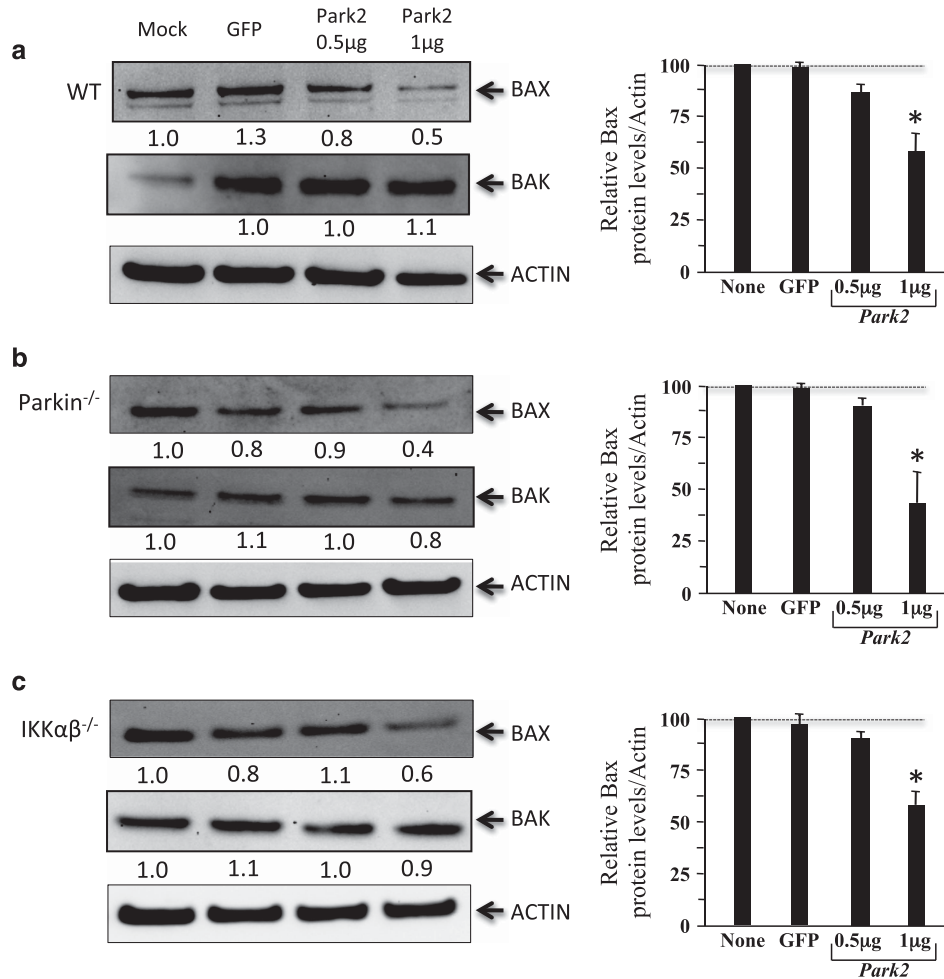 Mock GFP Park2 0.5µg Park2 1µg
a
WT
BAX
1.0 1.3 0.8 0.5
BAK
1.0 1.0 1.1
ACTIN
Relative Bax protein levels/Actin
100
75
50
25
0
None GFP 0.5µg 1µg
Park2
*
b
Parkin-/-
BAX
1.0 0.8 0.9 0.4
BAK
1.0 1.1 1.0 0.8
ACTIN
Relative Bax protein levels/Actin
100
75
50
25
0
None GFP 0.5µg 1µg
Park2
*
c
IKKαβ-/-
BAX
1.0 0.8 1.1 0.6
BAK
1.0 1.1 1.0 0.9
ACTIN
Relative Bax protein levels/Actin
100
75
50
25
0
None GFP 0.5µg 1µg
Park2
*